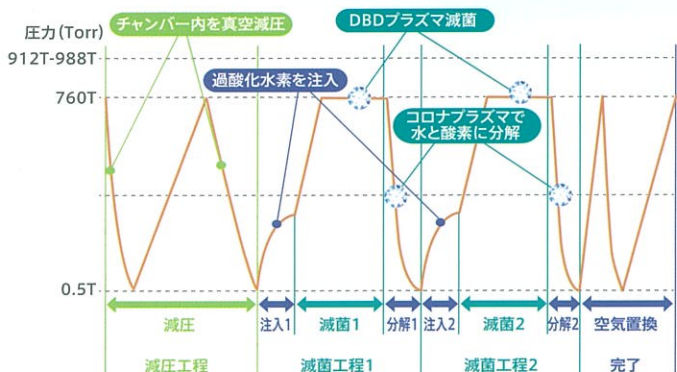 圧力(Torr)
912T-988T
760T
0.5T
チャンバー内を真空減圧
DBDプラズマ滅菌
過酸化水素を注入
コロナプラズマで
水と酸素に分解
減圧
注入1
滅菌1
分解1
注入2
滅菌2
分解2
空気置換
減圧工程
滅菌工程1
滅菌工程2
完了